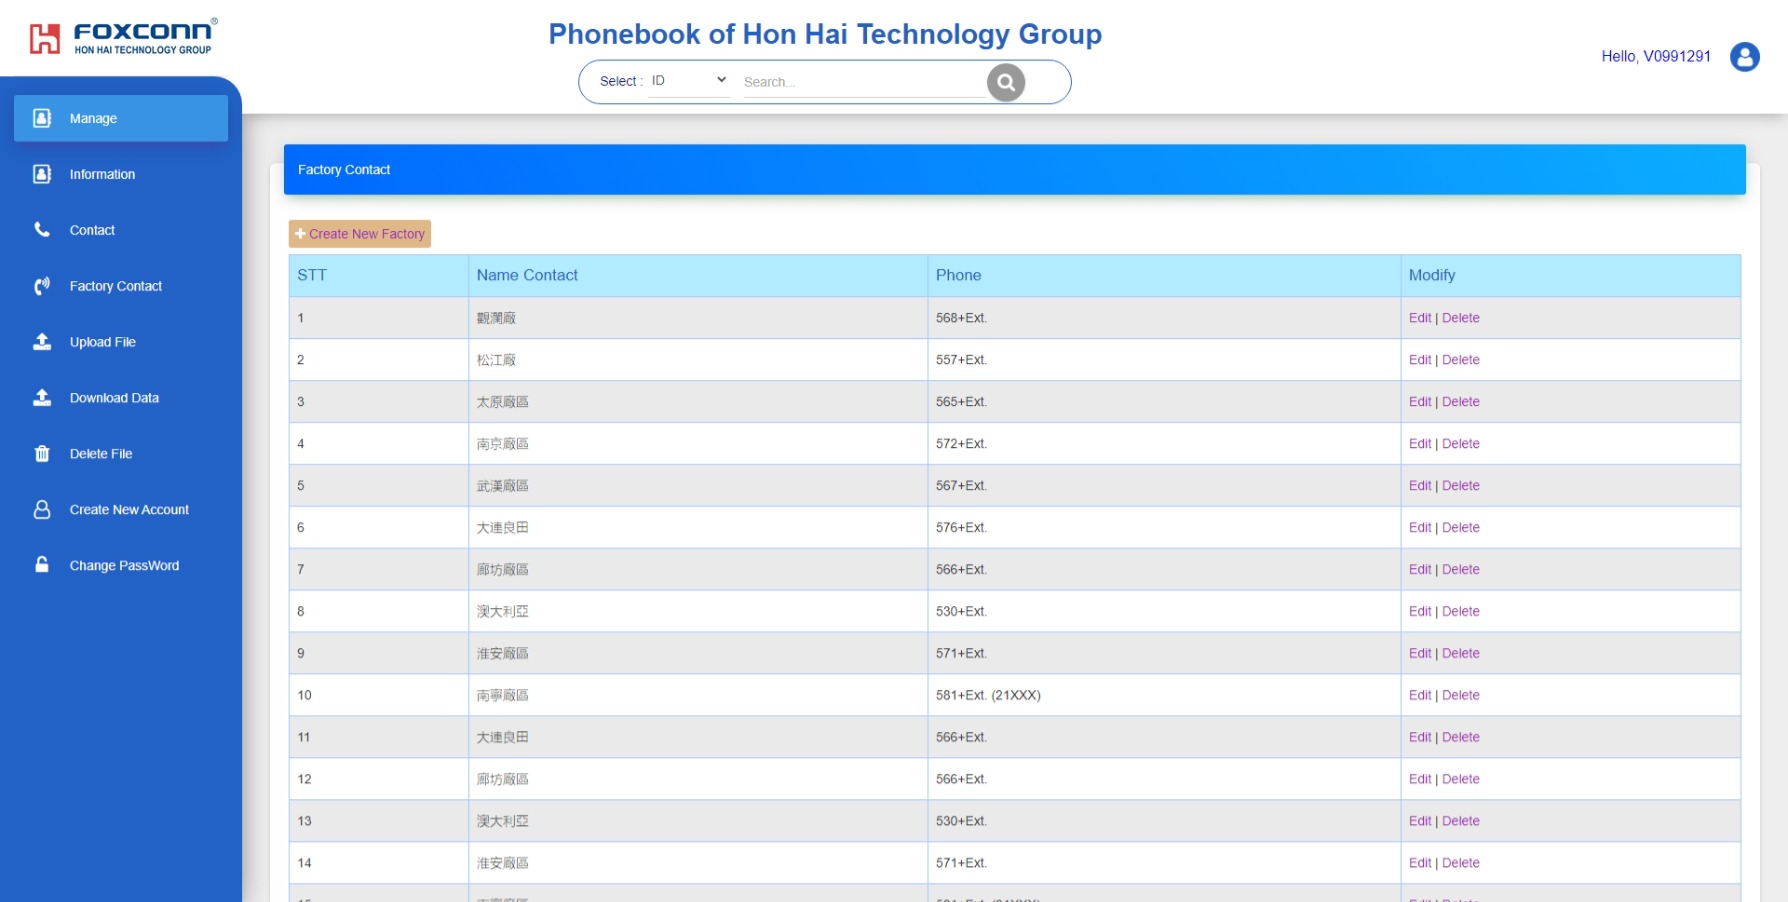 FOXCONN®
HON HAI TECHNOLOGY GROUP
Phonebook of Hon Hai Technology Group
Select : ID Search...
Hello, V0991291
Manage
Information
Contact
Factory Contact
Upload File
Download Data
Delete File
Create New Account
Change PassWord
Factory Contact
Create New Factory
STT Name Contact Phone Modify
1 觀瀾廠 568+Ext. Edit | Delete
2 松江廠 557+Ext. Edit | Delete
3 太原廠區 565+Ext. Edit | Delete
4 南京廠區 572+Ext. Edit | Delete
5 武漢廠區 567+Ext. Edit | Delete
6 大連良田 576+Ext. Edit | Delete
7 廊坊廠區 566+Ext. Edit | Delete
8 澳大利亞 530+Ext. Edit | Delete
9 淮安廠區 571+Ext. Edit | Delete
10 南寧廠區 581+Ext. (21XXX) Edit | Delete
11 大連良田 566+Ext. Edit | Delete
12 廊坊廠區 566+Ext. Edit | Delete
13 澳大利亞 530+Ext. Edit | Delete
14 淮安廠區 571+Ext. Edit | Delete